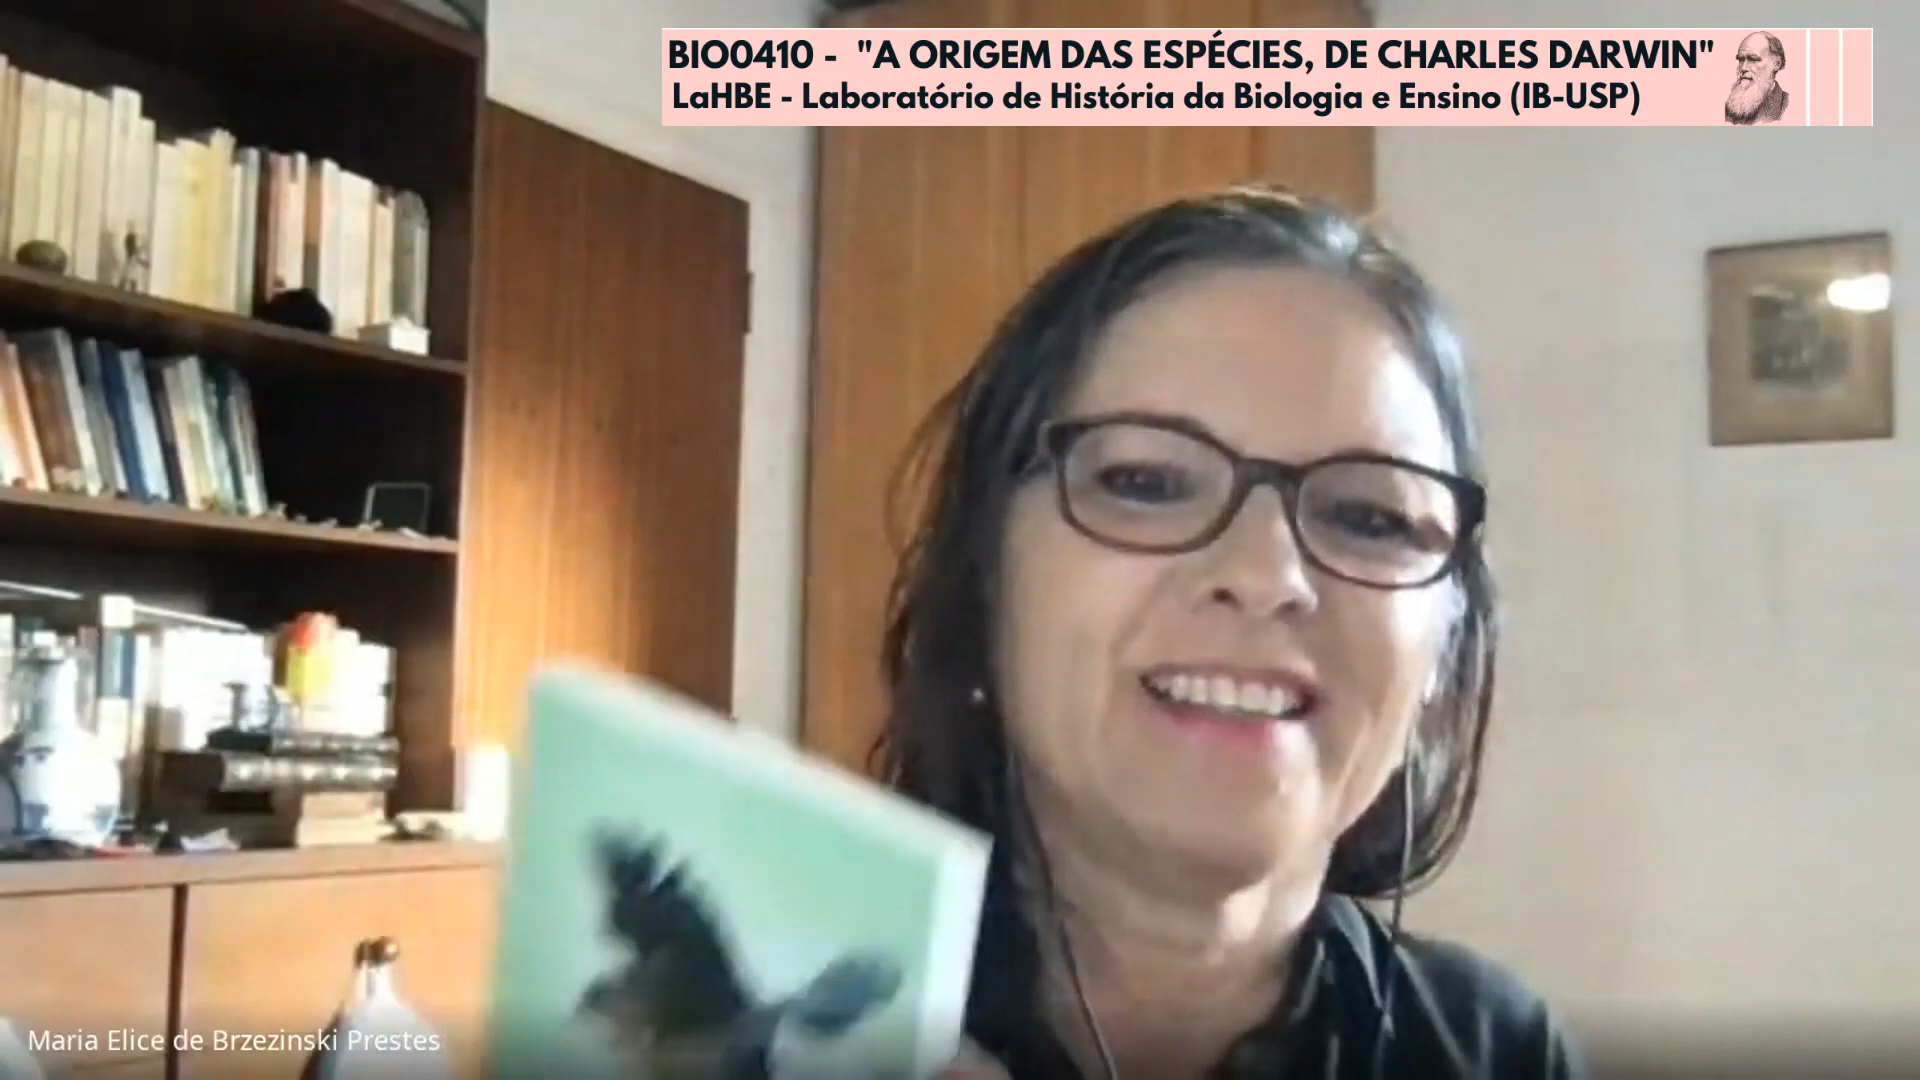 BIO0410 - "A ORIGEM DAS ESPÉCIES, DE CHARLES DARWIN"
LaHBE - Laboratório de História da Biologia e Ensino (IB-USP)
Maria Elice de Brzezinski Prestes